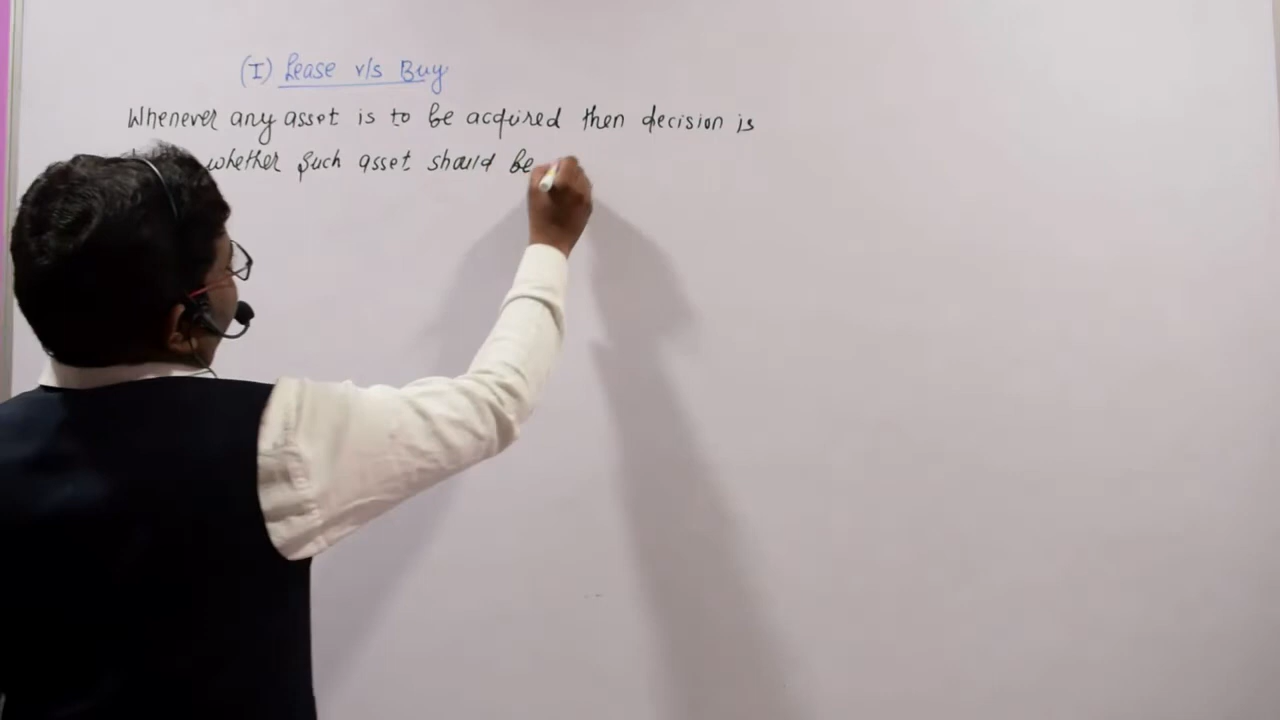 (I) Lease v/s Buy
Whenever any asset is to be acquired then decision is
whether such asset should be